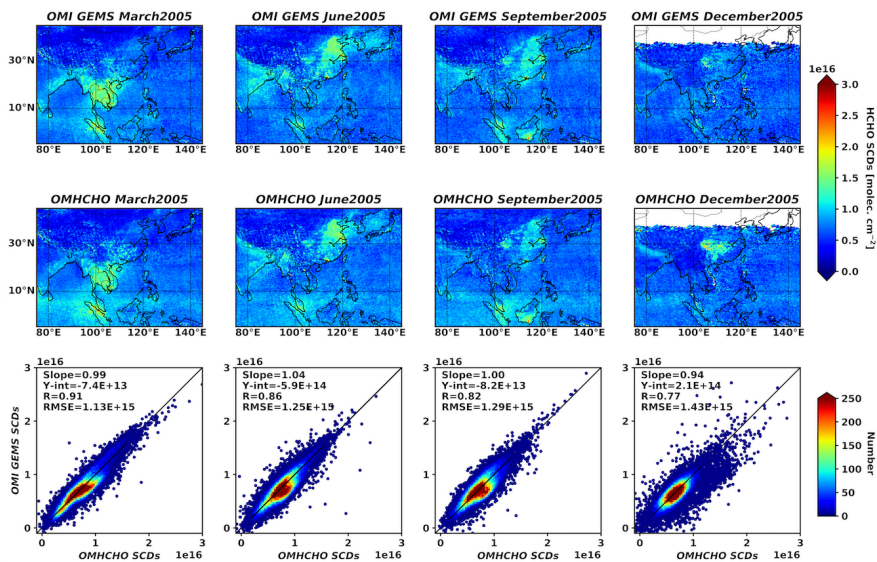 OMI GEMS March2005
OMI GEMS June2005
OMI GEMS September2005
OMI GEMS December2005
30°N
10°N
80°E 100°E 120°E 140°E
80°E 100°E 120°E 140°E
80°E 100°E 120°E 140°E
80°E 100°E 120°E 140°E
OMHCHO March2005
OMHCHO June2005
OMHCHO September2005
OMHCHO December2005
30°N
10°N
80°E 100°E 120°E 140°E
80°E 100°E 120°E 140°E
80°E 100°E 120°E 140°E
80°E 100°E 120°E 140°E
1e16
3.0
2.5
2.0
1.5
1.0
0.5
0.0
HCHO SCDs [molec. cm⁻²]
1e16
Slope=0.99
Y-int=-7.4E+13
R=0.91
RMSE=1.13E+15
3
2
1
0
OMI GEMS SCDs
0 1 2 3
OMHCHO SCDs 1e16
1e16
Slope=1.04
Y-int=-5.9E+14
R=0.86
RMSE=1.25E+15
0 1 2 3
OMHCHO SCDs 1e16
1e16
Slope=1.00
Y-int=-8.2E+13
R=0.82
RMSE=1.29E+15
0 1 2 3
OMHCHO SCDs 1e16
1e16
Slope=0.94
Y-int=2.1E+14
R=0.77
RMSE=1.43E+15
0 1 2 3
OMHCHO SCDs 1e16
250
200
150
100
50
0
Number